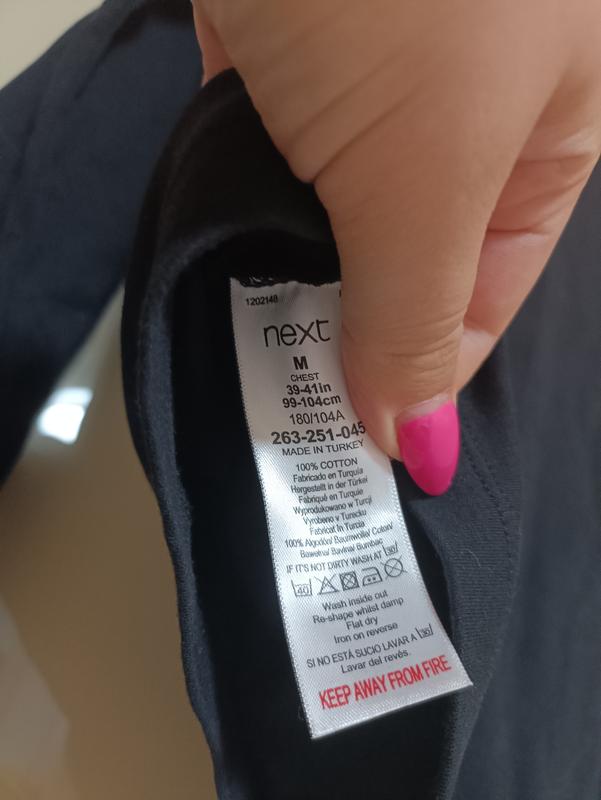 1202148
next
M
CHEST
39-41in
99-104cm
180/104A
263-251-045
MADE IN TURKEY
100% COTTON
Fabricado en Turquía
Hergestellt in der Türkei
Fabriqué en Turquie
Wyprodukowano w Turcji
Vyrobeno v Turecku
Fabricat în Turcia
100% Algodón/ Baumwolle/ Coton/
Bawełna/ Bavlna/ Bumbac
IF IT'S NOT DIRTY WASH AT 30
40
Wash inside out
Re-shape whilst damp
Flat dry
Iron on reverse
SI NO ESTÁ SUCIO LAVAR A 30
Lavar del revés.
KEEP AWAY FROM FIRE